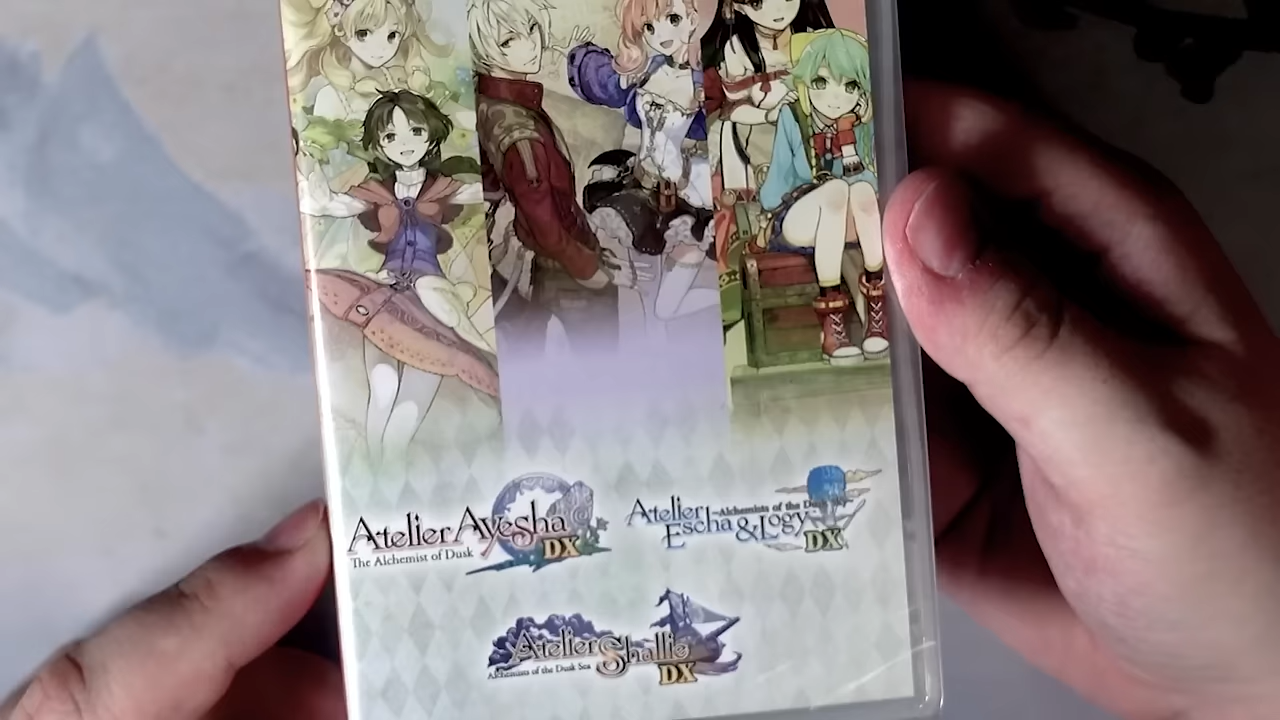 Atelier Ayesha
The Alchemist of Dusk
DX
Atelier
Escha & Logy
Alchemists of the Dusk Sky
DX
Atelier Shallie
Alchemists of the Dusk Sea
DX